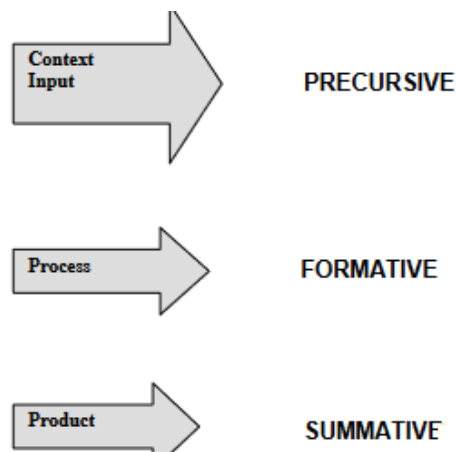 Context
Input
PRECURSIVE
Process
FORMATIVE
Product
SUMMATIVE